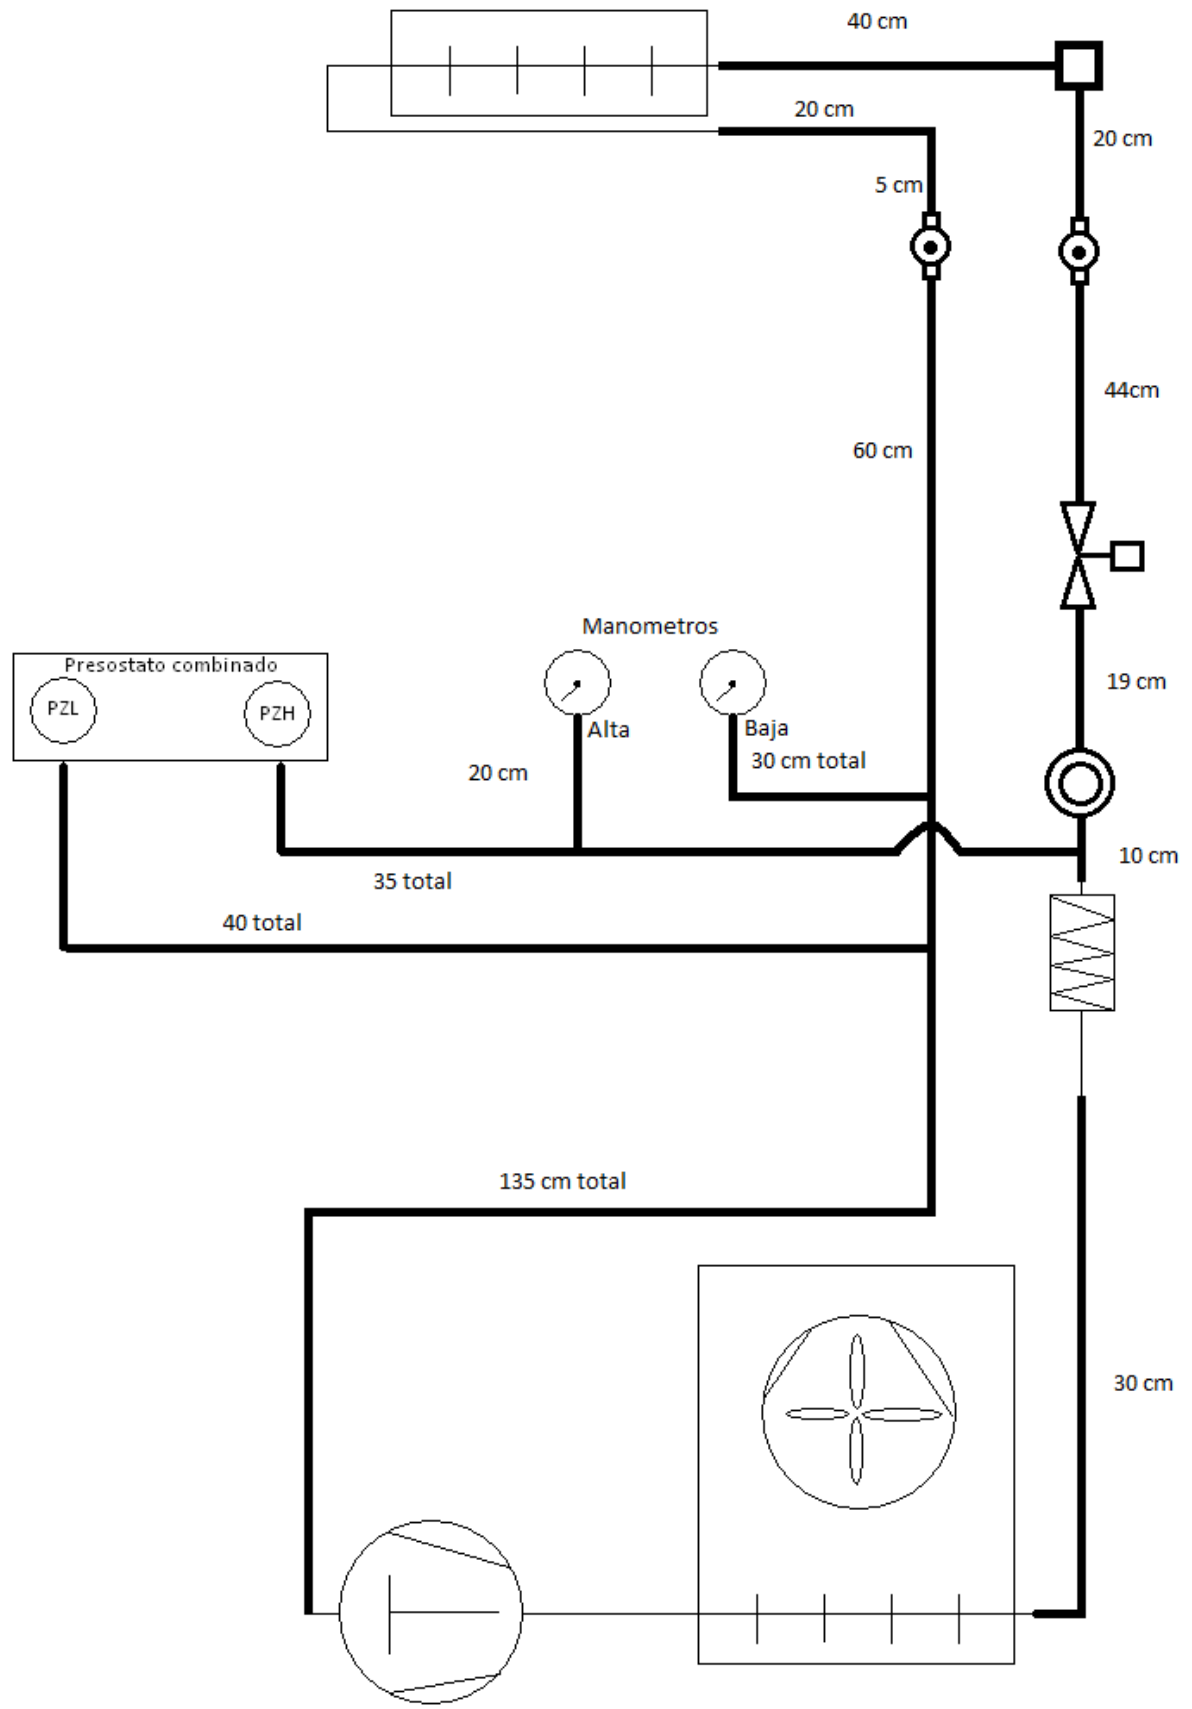 40 cm
20 cm
20 cm
5 cm
44cm
60 cm
Manometros
Presostato combinado
PZL
PZH
19 cm
Alta
Baja
30 cm total
20 cm
10 cm
35 total
40 total
135 cm total
30 cm